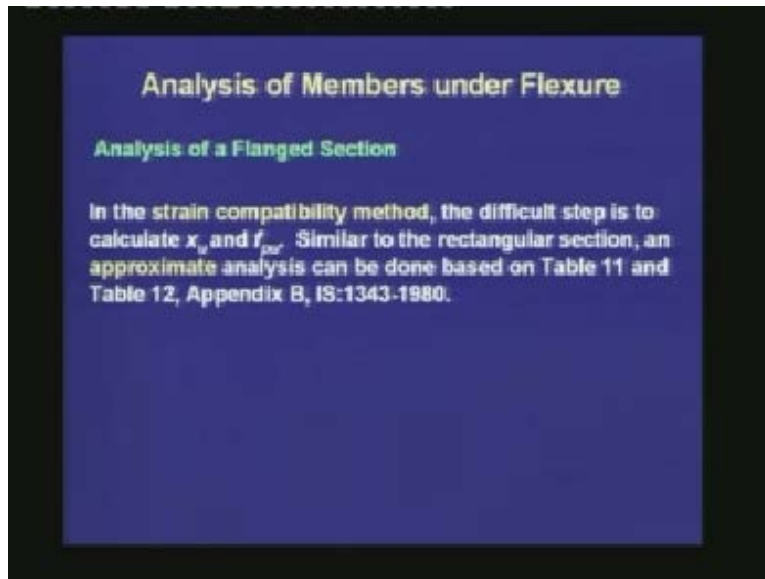 Analysis of Members under Flexure
Analysis of a Flanged Section
In the strain compatibility method, the difficult step is to
calculate x_u and f_pu. Similar to the rectangular section, an
approximate analysis can be done based on Table 11 and
Table 12, Appendix B, IS:1343-1980.